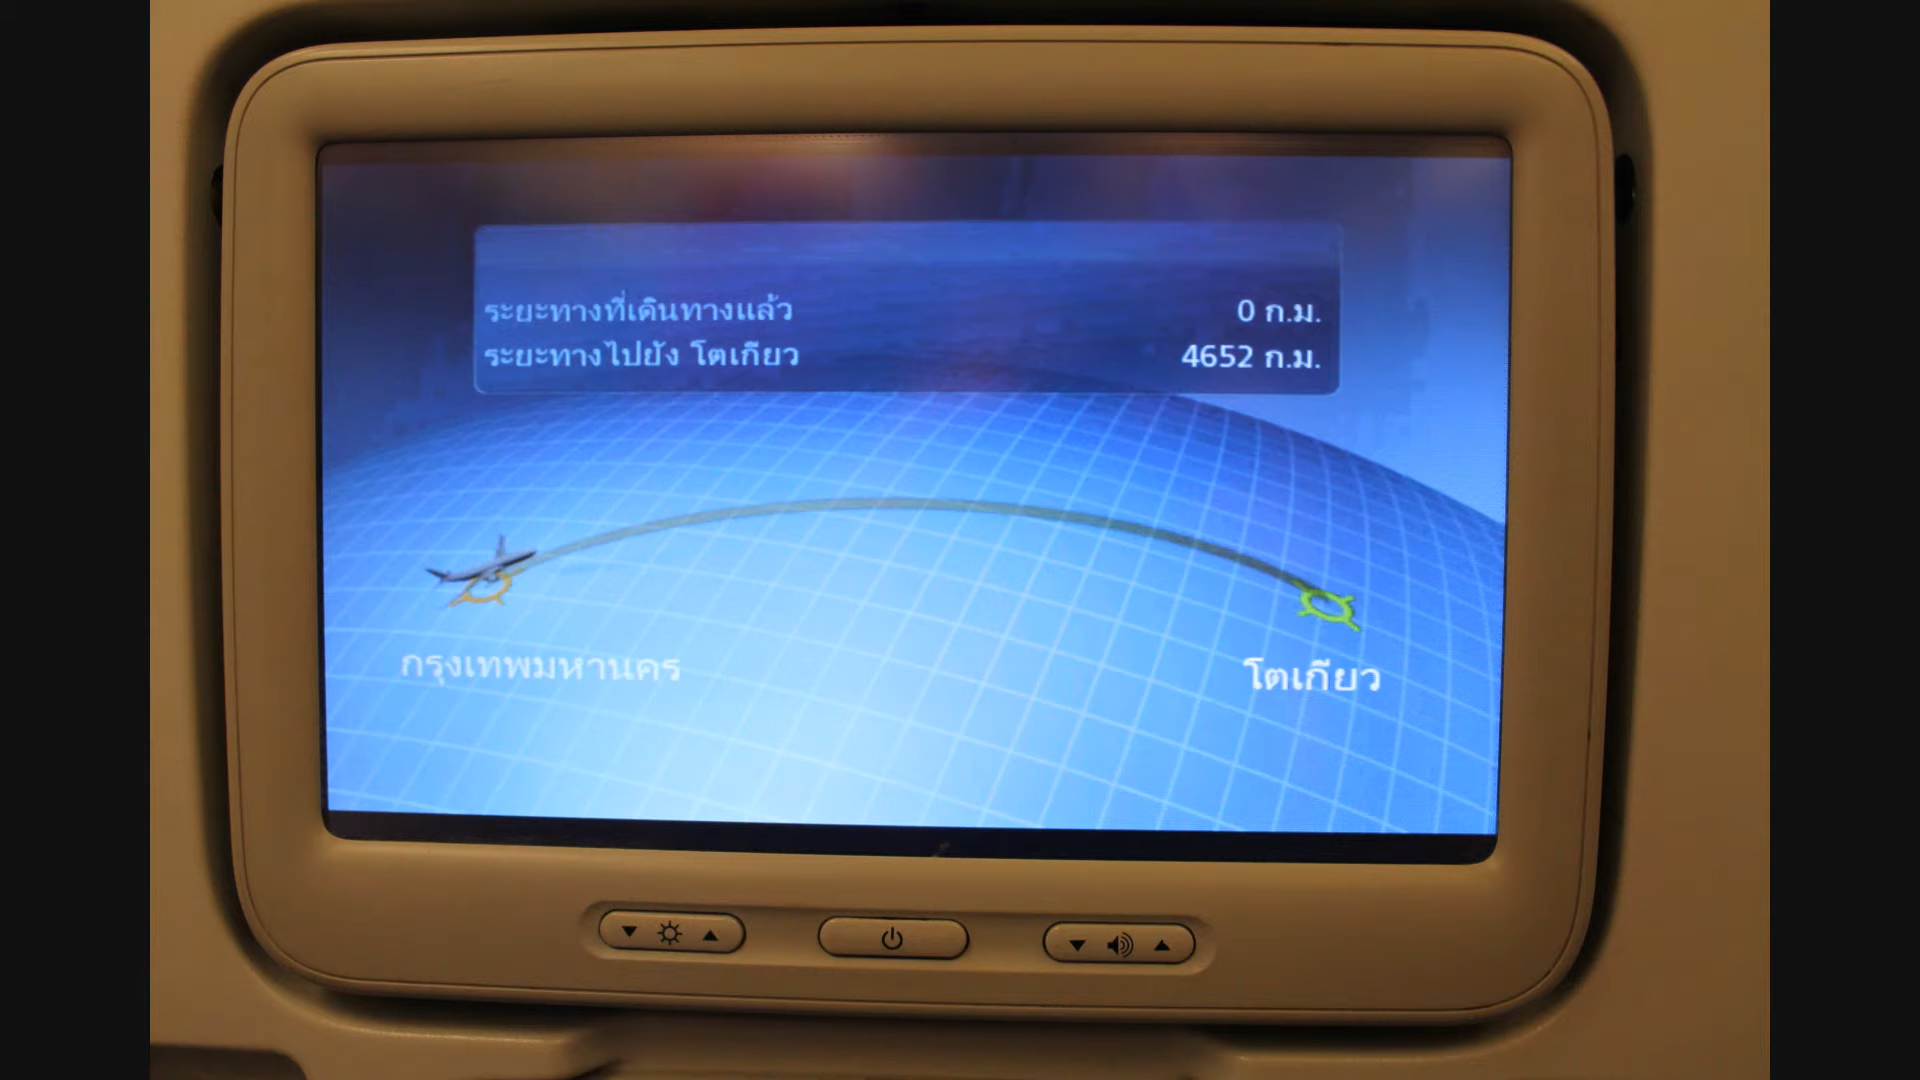 ระยะทางที่เดินทางแล้ว 0 ก.ม.
ระยะทางไปยัง โตเกียว 4652 ก.ม.
กรุงเทพมหานคร โตเกียว